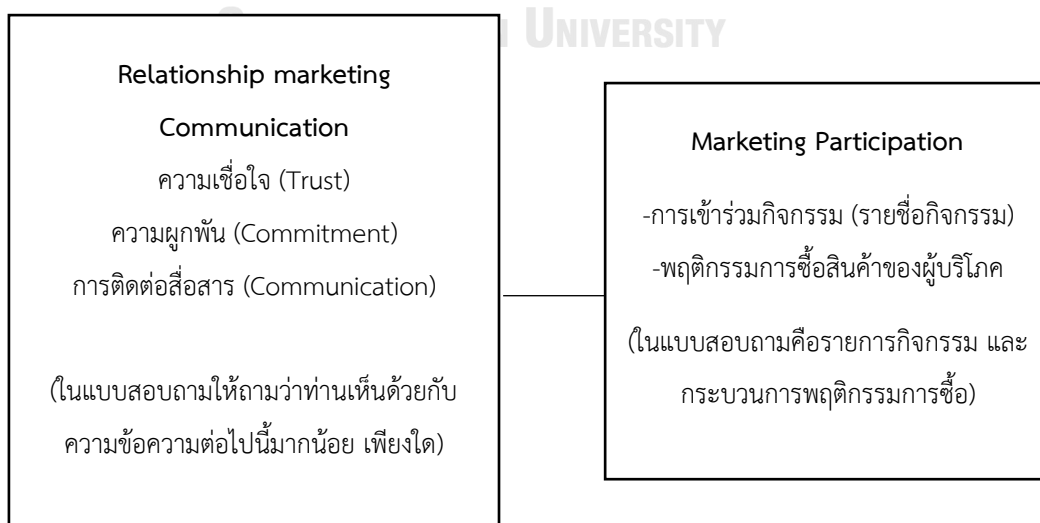 UNIVERSITY
Relationship marketing
Communication
ความเชื่อใจ (Trust)
ความผูกพัน (Commitment)
การติดต่อสื่อสาร (Communication)
(ในแบบสอบถามให้ถามว่าท่านเห็นด้วยกับ
ความข้อความต่อไปนี้มากน้อย เพียงใด)
Marketing Participation
-การเข้าร่วมกิจกรรม (รายชื่อกิจกรรม)
-พฤติกรรมการซื้อสินค้าของผู้บริโภค
(ในแบบสอบถามคือรายการกิจกรรม และ
กระบวนการพฤติกรรมการซื้อ)